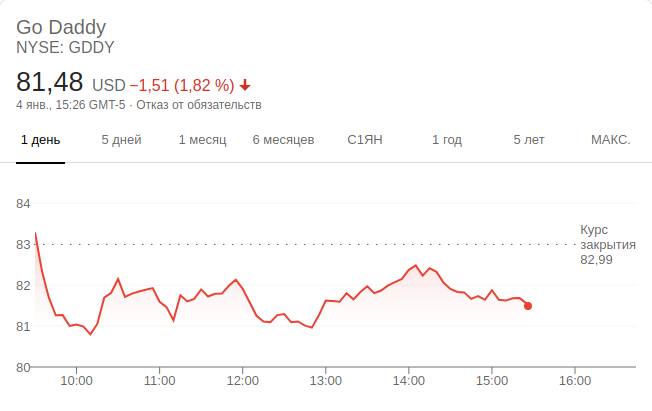 Go Daddy
NYSE: GDDY
81,48 USD −1,51 (1,82 %)
4 янв., 15:26 GMT-5 · Отказ от обязательств
1 день 5 дней 1 месяц 6 месяцев С1ЯН 1 год 5 лет МАКС.
84
83
82
81
80
Курс
закрытия
82,99
10:00 11:00 12:00 13:00 14:00 15:00 16:00